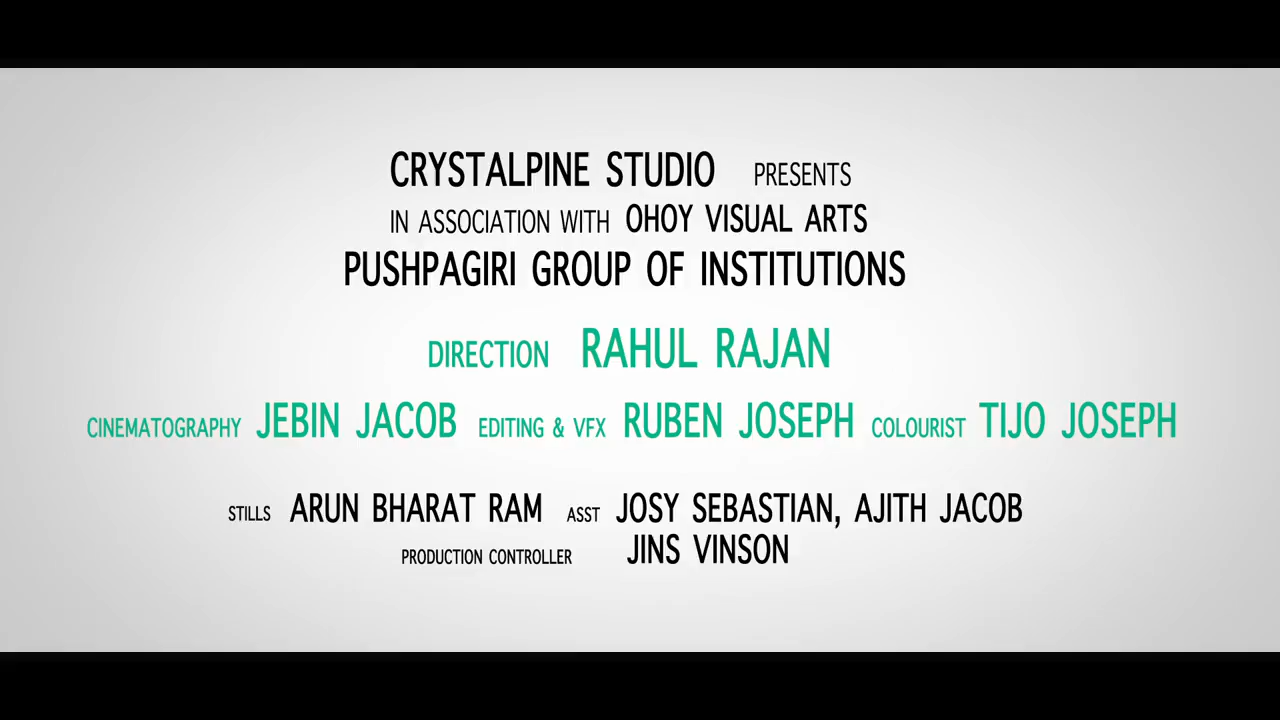 CRYSTALPINE STUDIO PRESENTS
IN ASSOCIATION WITH OHOY VISUAL ARTS
PUSHPAGIRI GROUP OF INSTITUTIONS
DIRECTION RAHUL RAJAN
CINEMATOGRAPHY JEBIN JACOB EDITING & VFX RUBEN JOSEPH COLOURIST TIJO JOSEPH
STILLS ARUN BHARAT RAM ASST JOSY SEBASTIAN, AJITH JACOB
PRODUCTION CONTROLLER JINS VINSON